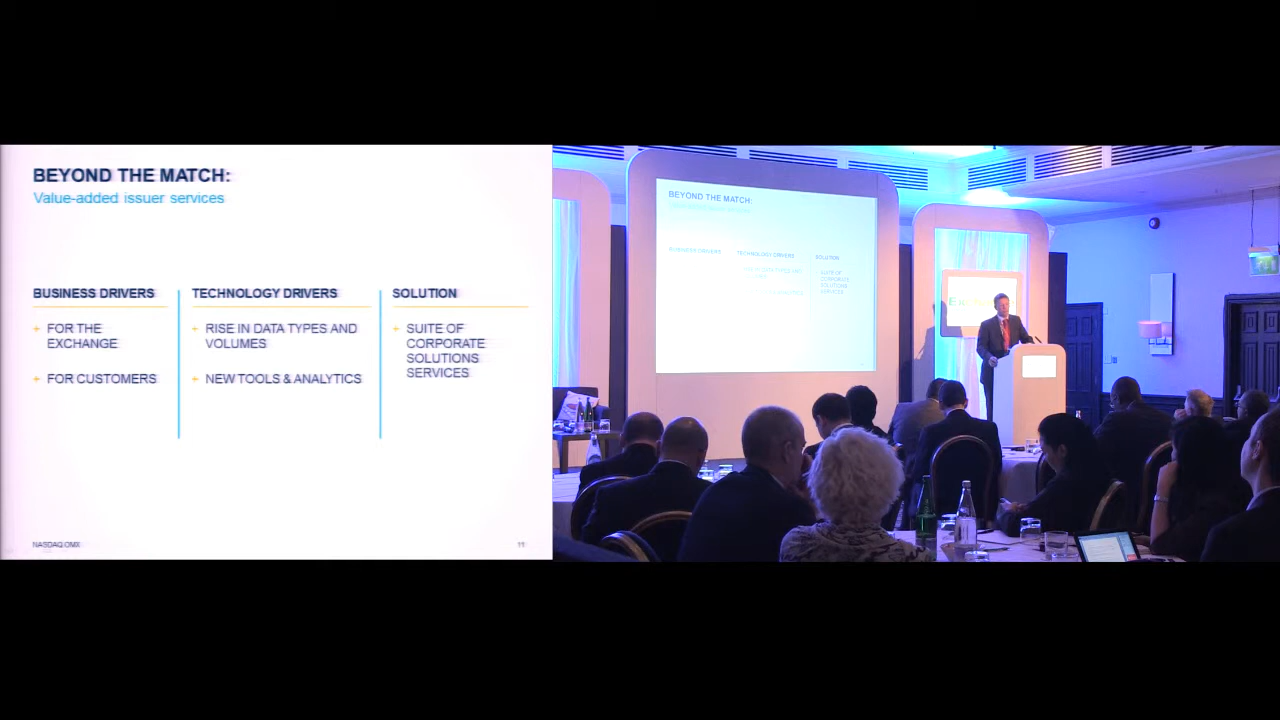 BEYOND THE MATCH:
Value-added issuer services
BUSINESS DRIVERS
+ FOR THE
EXCHANGE
+ FOR CUSTOMERS
TECHNOLOGY DRIVERS
+ RISE IN DATA TYPES AND
VOLUMES
+ NEW TOOLS & ANALYTICS
SOLUTION
+ SUITE OF
CORPORATE
SOLUTIONS
SERVICES
NASDAQ OMX
11
BEYOND THE MATCH:
BUSINESS DRIVERS
TECHNOLOGY DRIVERS
SOLUTION
SUITE OF
CORPORATE
SOLUTIONS
SERVICES